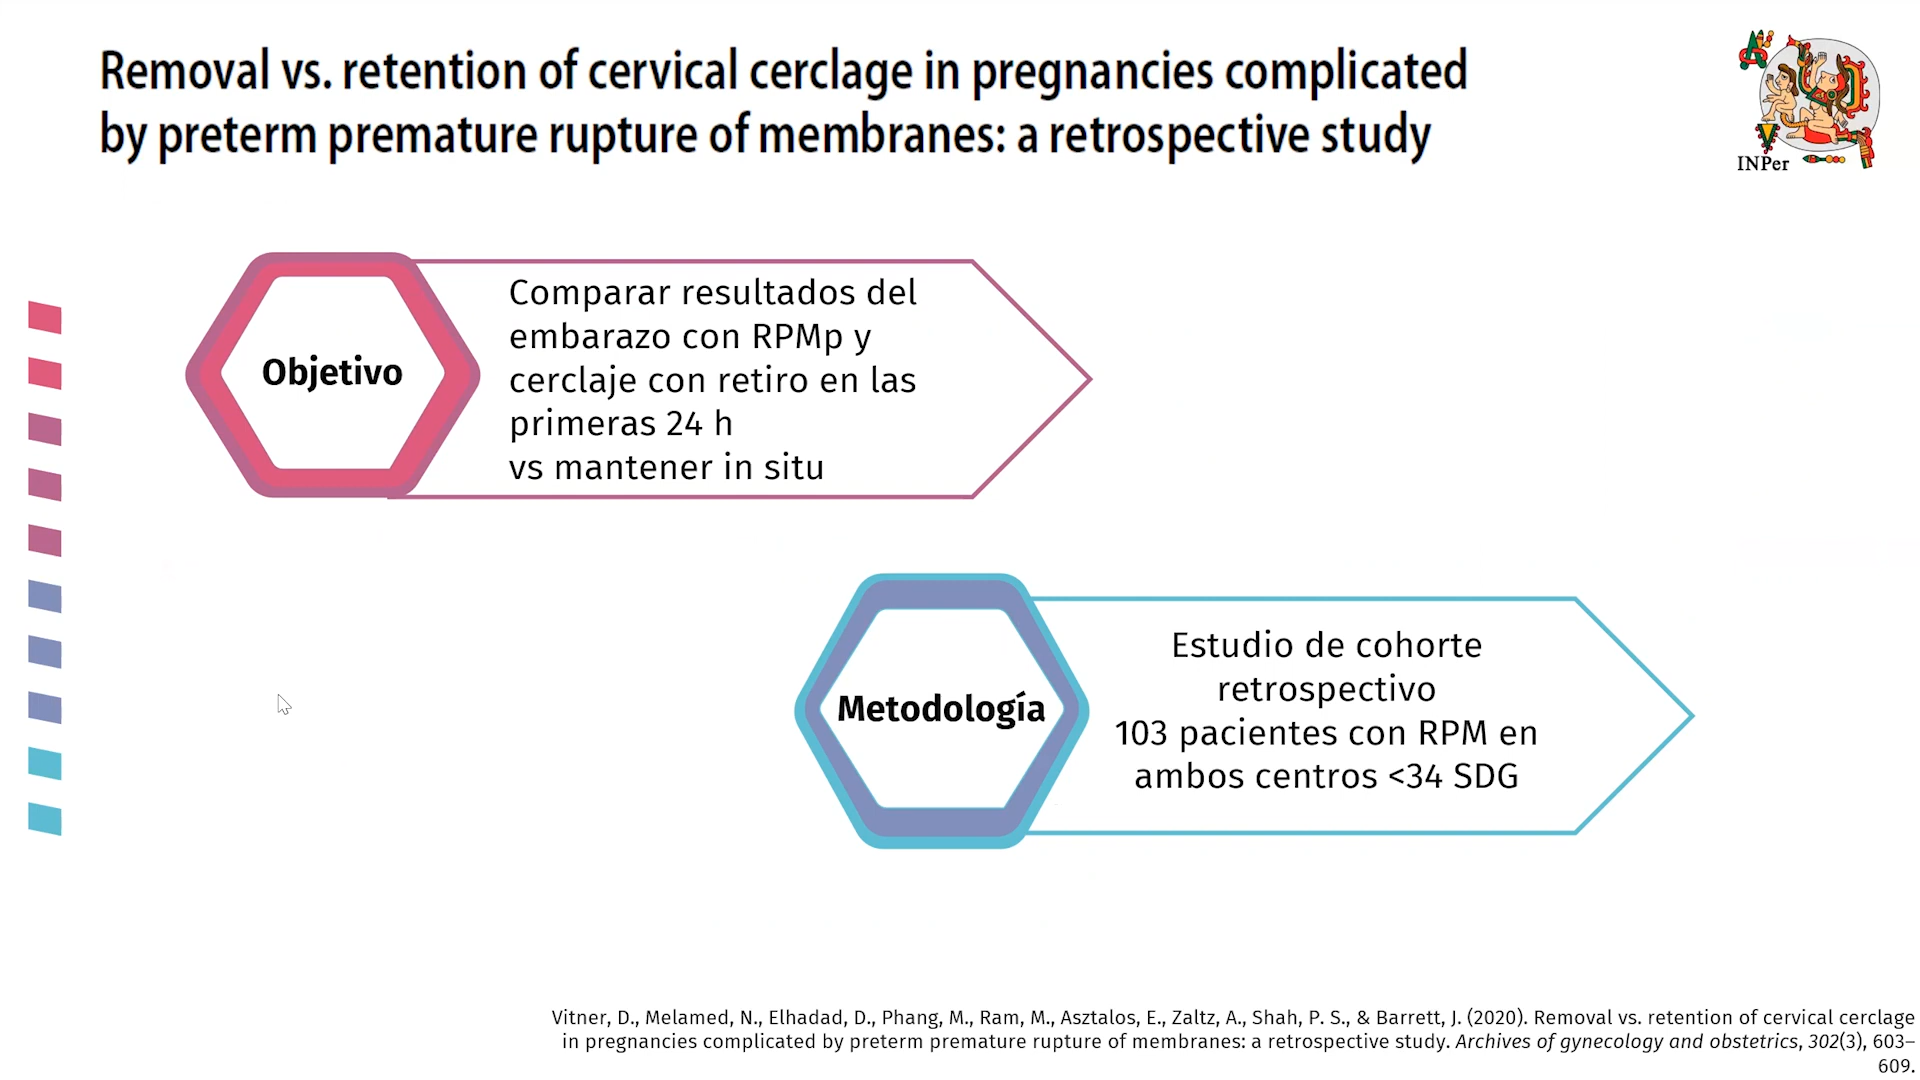 Removal vs. retention of cervical cerclage in pregnancies complicated
by preterm premature rupture of membranes: a retrospective study
INPer
Objetivo
Comparar resultados del
embarazo con RPMp y
cerclaje con retiro en las
primeras 24 h
vs mantener in situ
Metodología
Estudio de cohorte
retrospectivo
103 pacientes con RPM en
ambos centros <34 SDG
Vitner, D., Melamed, N., Elhadad, D., Phang, M., Ram, M., Asztalos, E., Zaltz, A., Shah, P. S., & Barrett, J. (2020). Removal vs. retention of cervical cerclage
in pregnancies complicated by preterm premature rupture of membranes: a retrospective study. Archives of gynecology and obstetrics, 302(3), 603–
609.